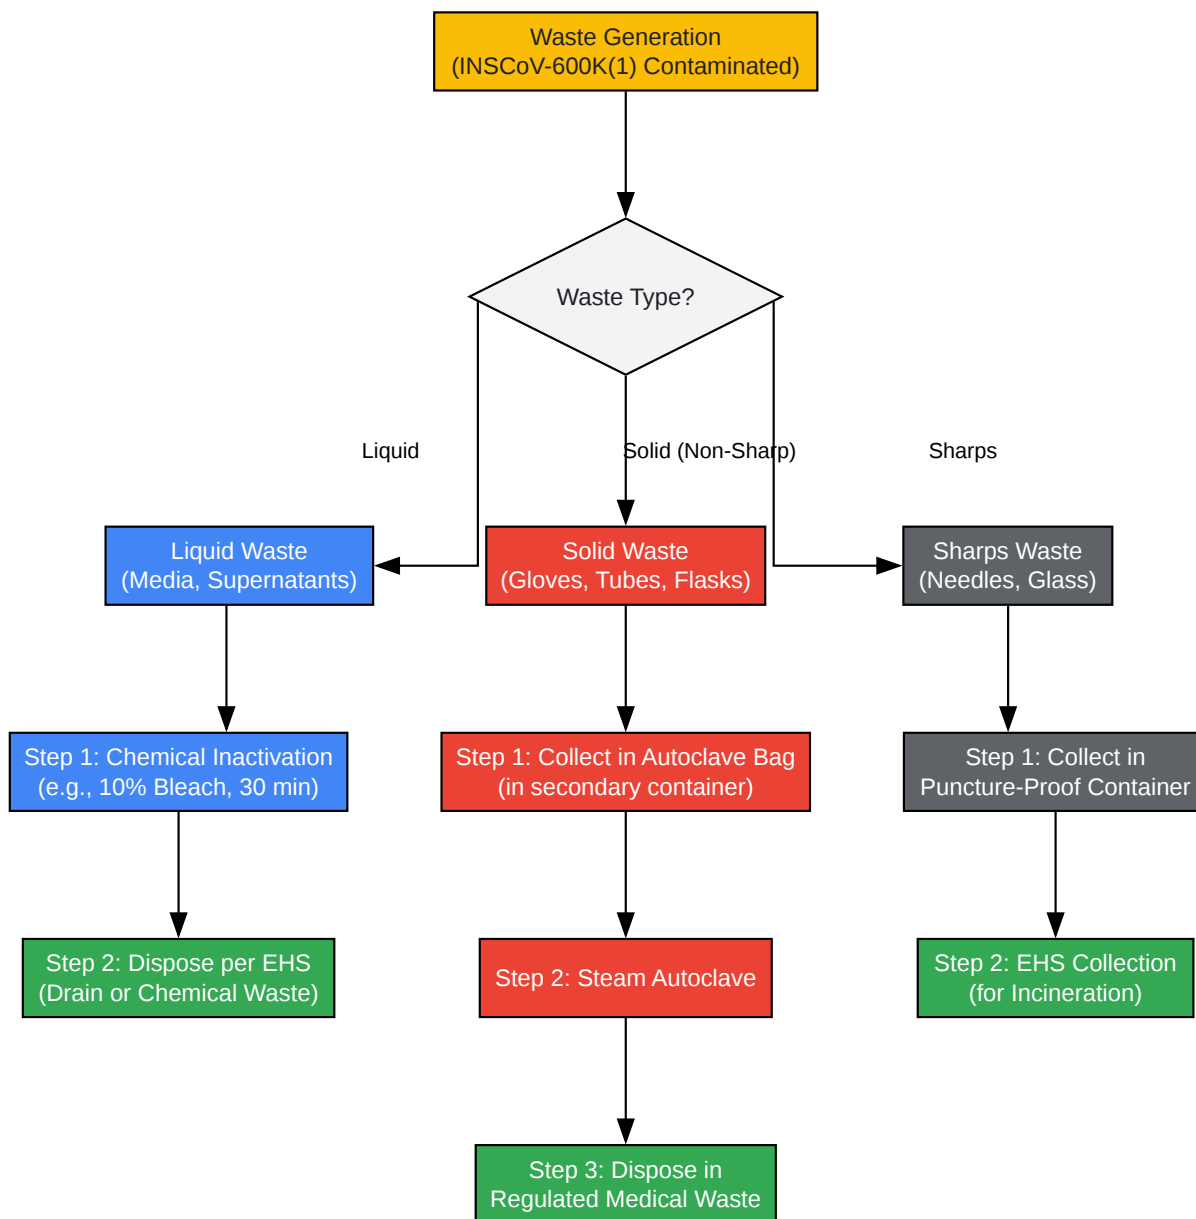 Waste Generation
(INSCoV-600K(1) Contaminated)
Waste Type?
Liquid
Solid (Non-Sharp)
Sharps
Liquid Waste
(Media, Supernatants)
Solid Waste
(Gloves, Tubes, Flasks)
Sharps Waste
(Needles, Glass)
Step 1: Chemical Inactivation
(e.g., 10% Bleach, 30 min)
Step 1: Collect in Autoclave Bag
(in secondary container)
Step 1: Collect in
Puncture-Proof Container
Step 2: Dispose per EHS
(Drain or Chemical Waste)
Step 2: Steam Autoclave
Step 2: EHS Collection
(for Incineration)
Step 3: Dispose in
Regulated Medical Waste